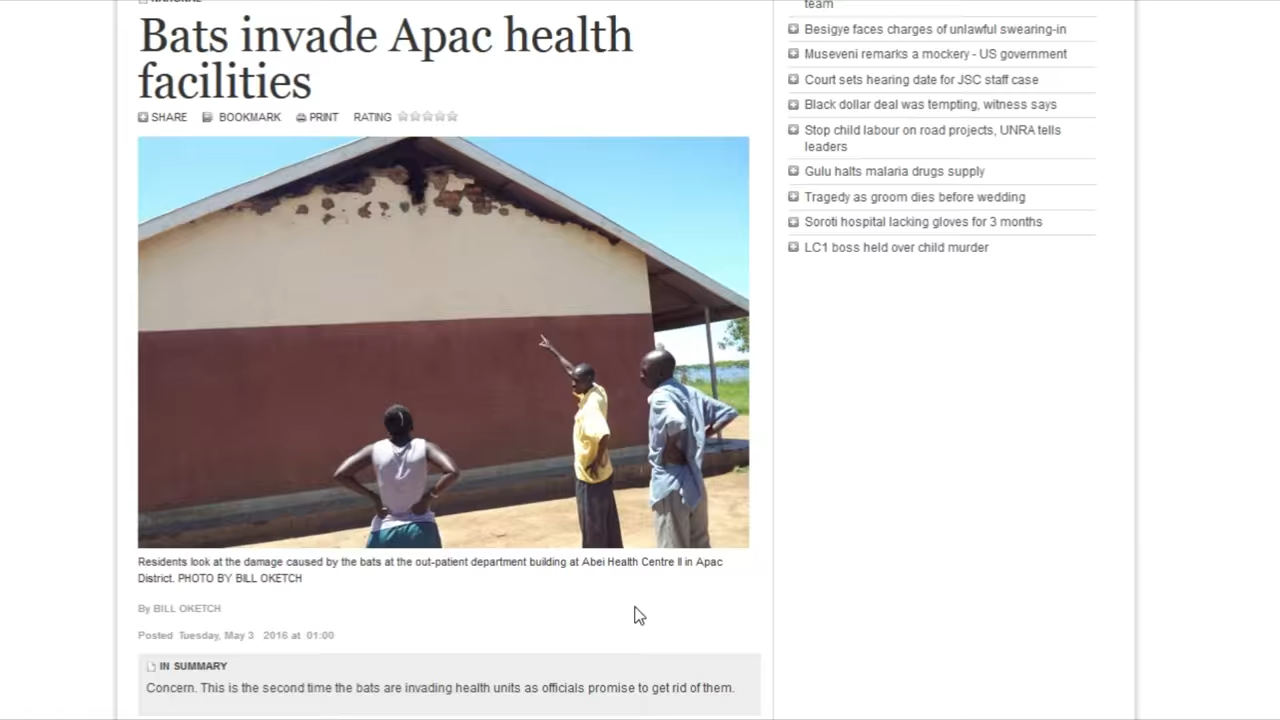 Bats invade Apac health
facilities
SHARE BOOKMARK PRINT RATING
Residents look at the damage caused by the bats at the out-patient department building at Abei Health Centre II in Apac
District. PHOTO BY BILL OKETCH
By BILL OKETCH
Posted Tuesday, May 3 2016 at 01:00
IN SUMMARY
Concern. This is the second time the bats are invading health units as officials promise to get rid of them.
team
Besigye faces charges of unlawful swearing-in
Museveni remarks a mockery - US government
Court sets hearing date for JSC staff case
Black dollar deal was tempting, witness says
Stop child labour on road projects, UNRA tells
leaders
Gulu halts malaria drugs supply
Tragedy as groom dies before wedding
Soroti hospital lacking gloves for 3 months
LC1 boss held over child murder